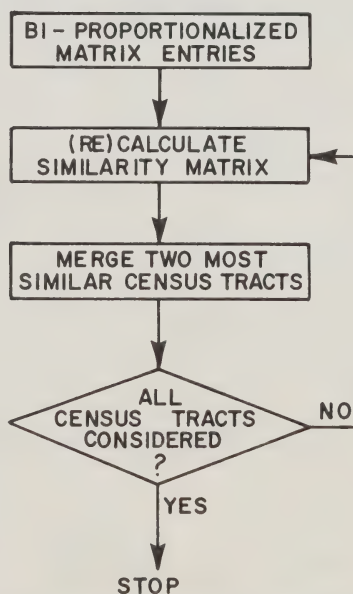 BI - PROPORTIONALIZED
MATRIX ENTRIES
(RE)CALCULATE
SIMILARITY MATRIX
MERGE TWO MOST
SIMILAR CENSUS TRACTS
ALL
CENSUS TRACTS
CONSIDERED
?
NO
YES
STOP